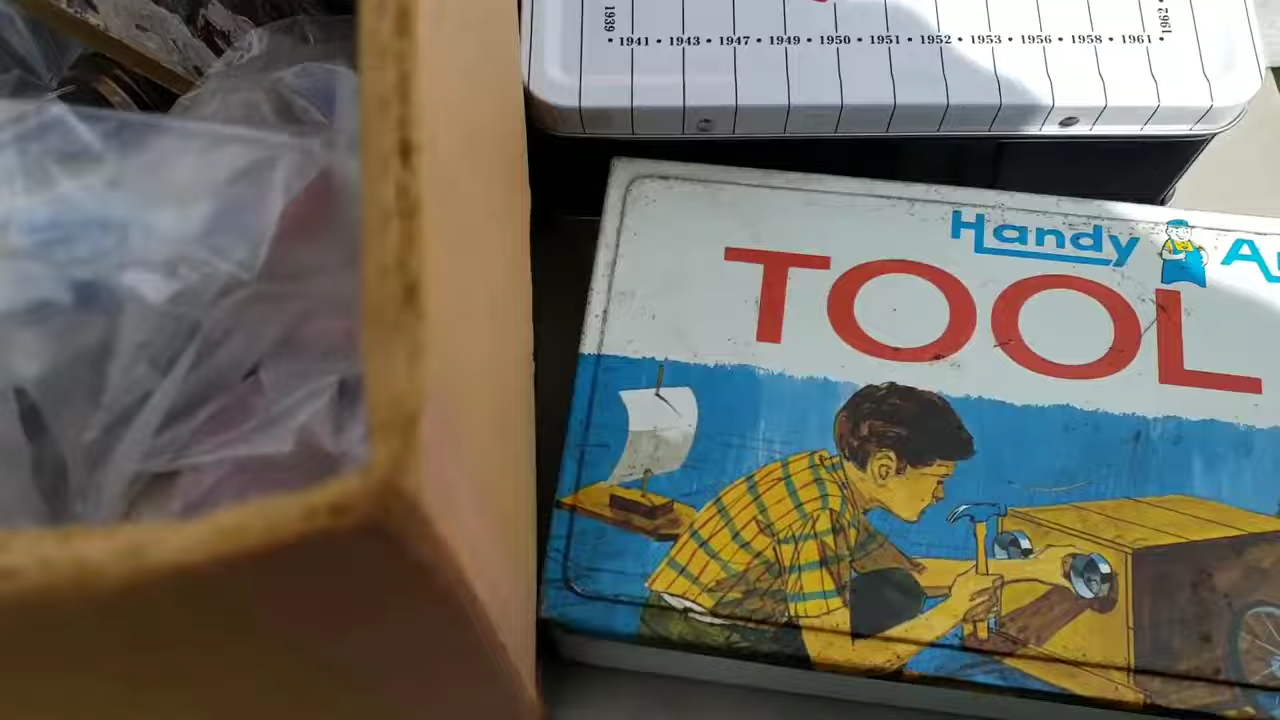 1939
• 1941 • 1943 • 1947 • 1949 • 1950 • 1951 • 1952 • 1953 • 1956 • 1958 • 1961 •
1962 •
Handy
TOOL